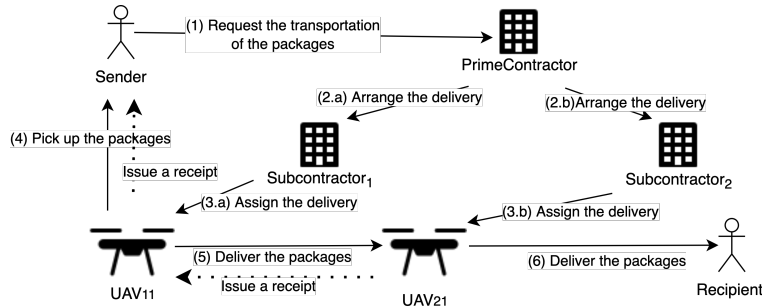 (1) Request the transportation
of the packages
Sender
PrimeContractor
(2.a) Arrange the delivery
(2.b)Arrange the delivery
(4) Pick up the packages
Issue a receipt
Subcontractor1
Subcontractor2
(3.a) Assign the delivery
(3.b) Assign the delivery
(5) Deliver the packages
(6) Deliver the packages
Issue a receipt
UAV11
UAV21
Recipient